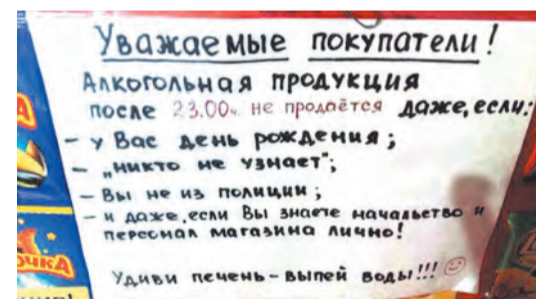 Уважаемые покупатели!
Алкогольная продукция
после 23.00ч. не продаётся даже, если:
- у Вас день рождения;
- „никто не узнает";
- Вы не из полиции;
- и даже, если Вы знаете начальство и
персонал магазина лично!
Удиви печень - выпей воды!!!